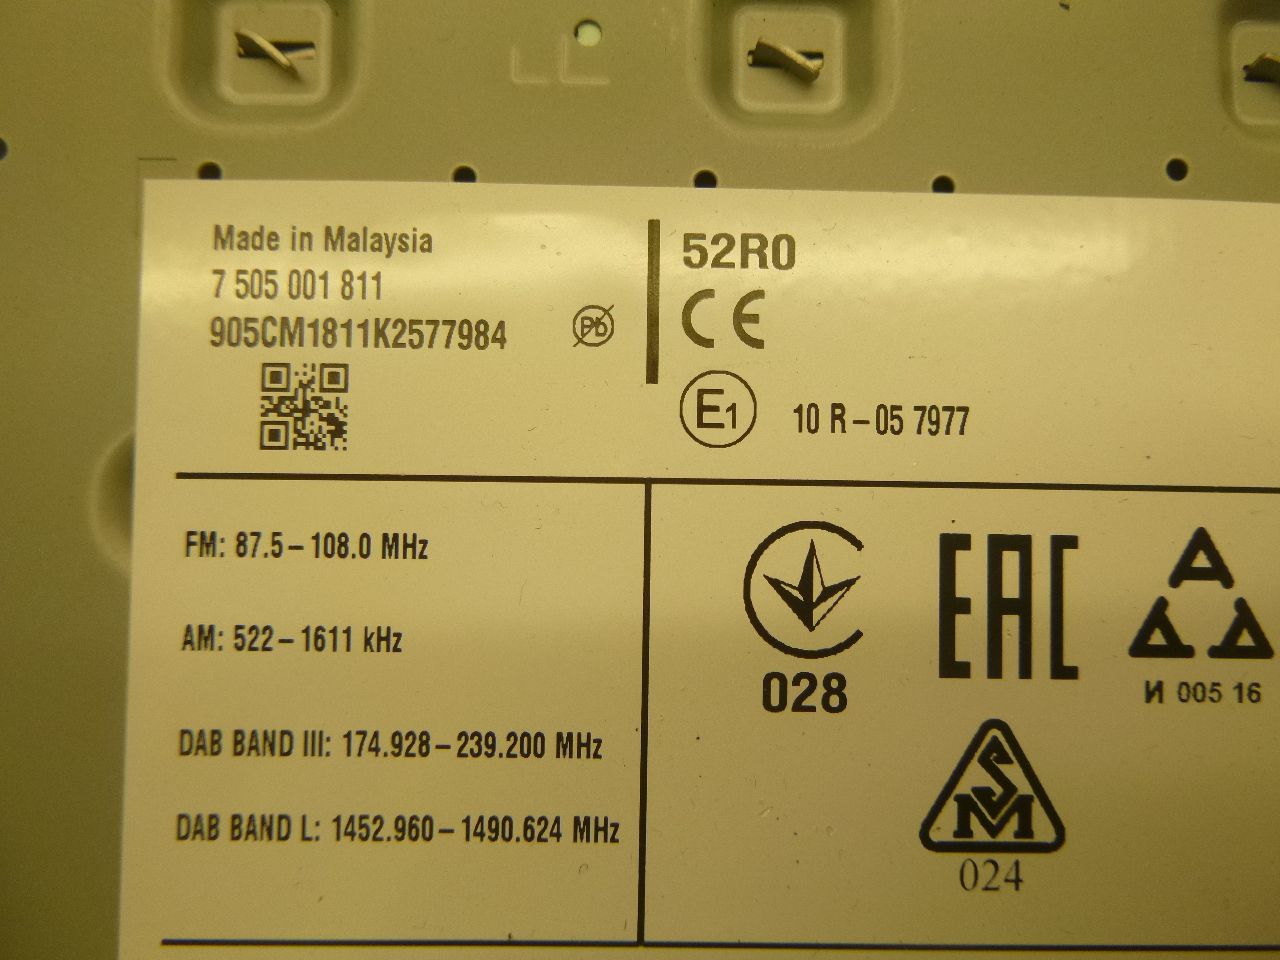 Made in Malaysia
7 505 001 811
905CM1811K2577984
Pb
52R0
CE
E1
10 R-05 7977
FM: 87.5-108.0 MHz
AM: 522-1611 kHz
DAB BAND III: 174.928-239.200 MHz
DAB BAND L: 1452.960-1490.624 MHz
028
EAC
И 005 16
SM
024